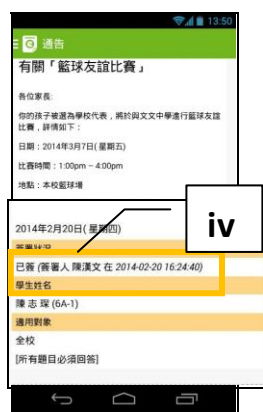 13:50
通告
有關「籃球友誼比賽」
各位家長:
你的孩子被選為學校代表，將於與文文中學進行籃球友誼
比賽，詳情如下：
日期：2014年3月7日( 星期五)
比賽時間：1:00pm – 4:00pm
地點：本校籃球場
iv
2014年2月20日( 星期四)
簽署狀況
已簽 (簽署人 陳漢文 在 2014-02-20 16:24:40)
學生姓名
陳 志 琛 (6A-1)
適用對象
全校
[所有題目必須回答]